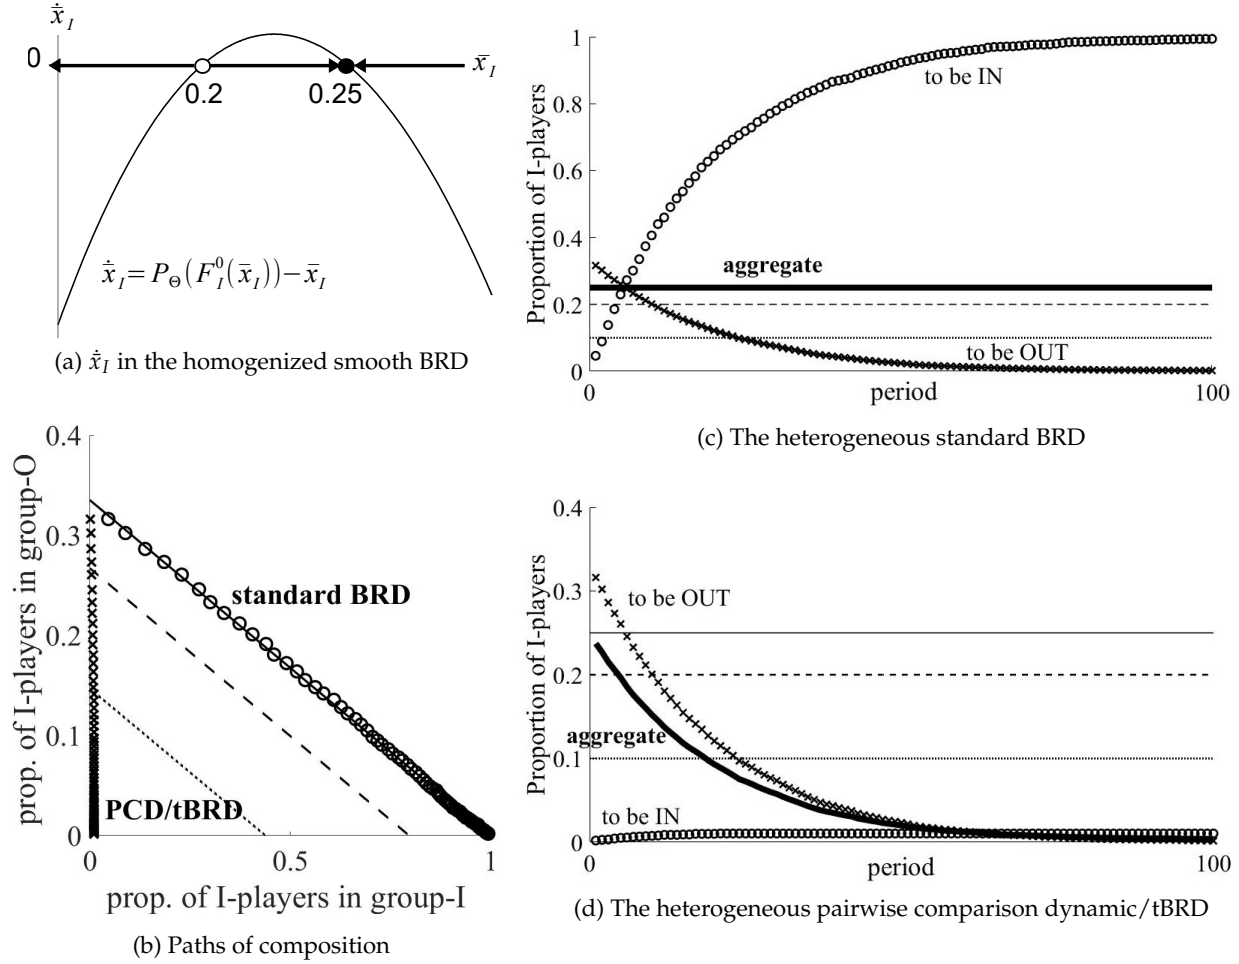 ẋ̄_I
0
x̄_I
0.2
0.25
ẋ̄_I = P_Θ(F_I^0(x̄_I)) − x̄_I
(a) ẋ̄_I in the homogenized smooth BRD
prop. of I-players in group-O
0.4
0.3
0.2
0.1
0
standard BRD
PCD/tBRD
0
0.5
1
prop. of I-players in group-I
(b) Paths of composition
Proportion of I-players
1
0.8
0.6
0.4
0.2
0
to be IN
aggregate
to be OUT
0
period
100
(c) The heterogeneous standard BRD
Proportion of I-players
0.4
0.3
0.2
0.1
0
to be OUT
aggregate
to be IN
0
period
100
(d) The heterogeneous pairwise comparison dynamic/tBRD